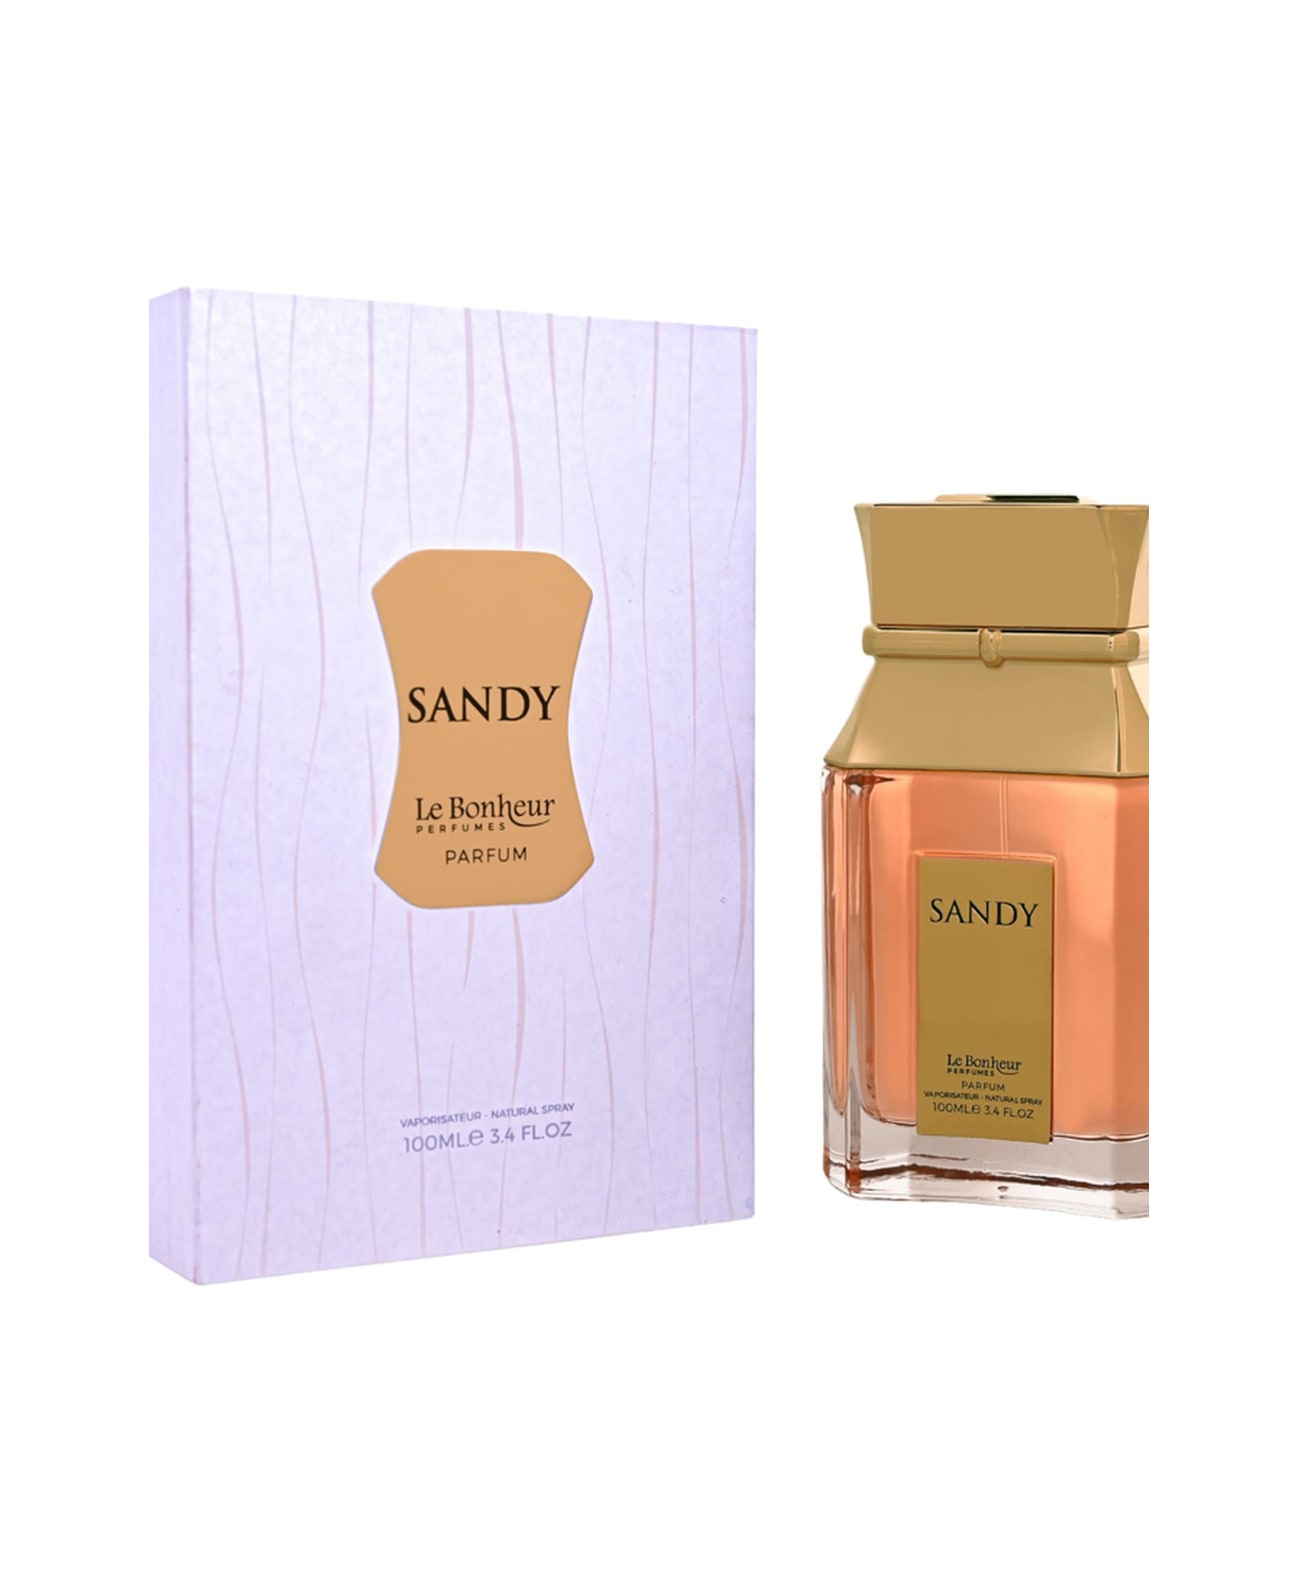 SANDY
Le Bonheur
PERFUMES
PARFUM
VAPORISATEUR - NATURAL SPRAY
100ML.e 3.4 FL.OZ
SANDY
Le Bonheur
PERFUMES
PARFUM
VAPORISATEUR - NATURAL SPRAY
100MLe 3.4 FL.OZ